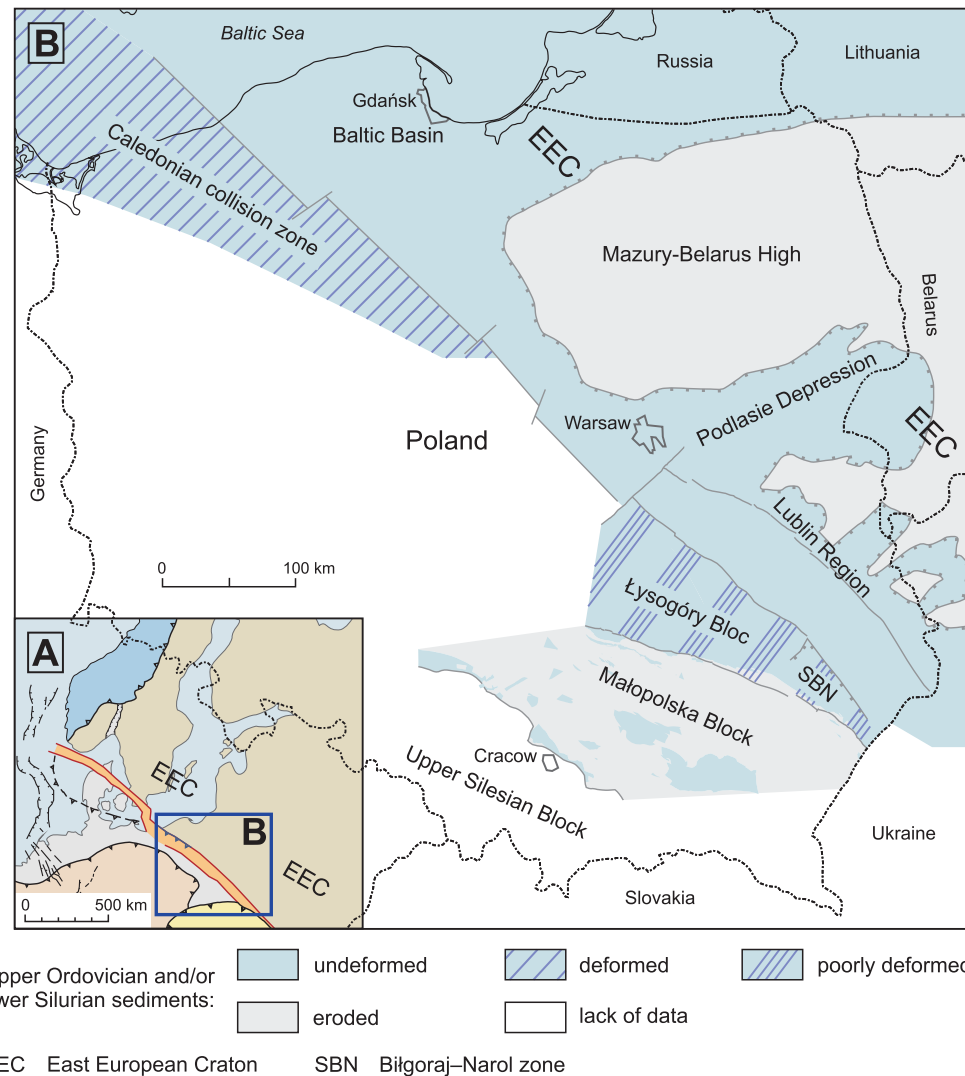 B
Baltic Sea
Russia
Lithuania
Gdańsk
Baltic Basin
EEC
Caledonian collision zone
Mazury-Belarus High
Belarus
Podlasie Depression
Warsaw
EEC
Poland
Germany
Lublin Region
0 100 km
Łysogóry Bloc
SBN
Małopolska Block
Cracow
Upper Silesian Block
Ukraine
Slovakia
A
EEC
B
EEC
0 500 km
pper Ordovician and/or
wer Silurian sediments:
undeformed
deformed
poorly deformed
eroded
lack of data
EC East European Craton
SBN Biłgoraj–Narol zone